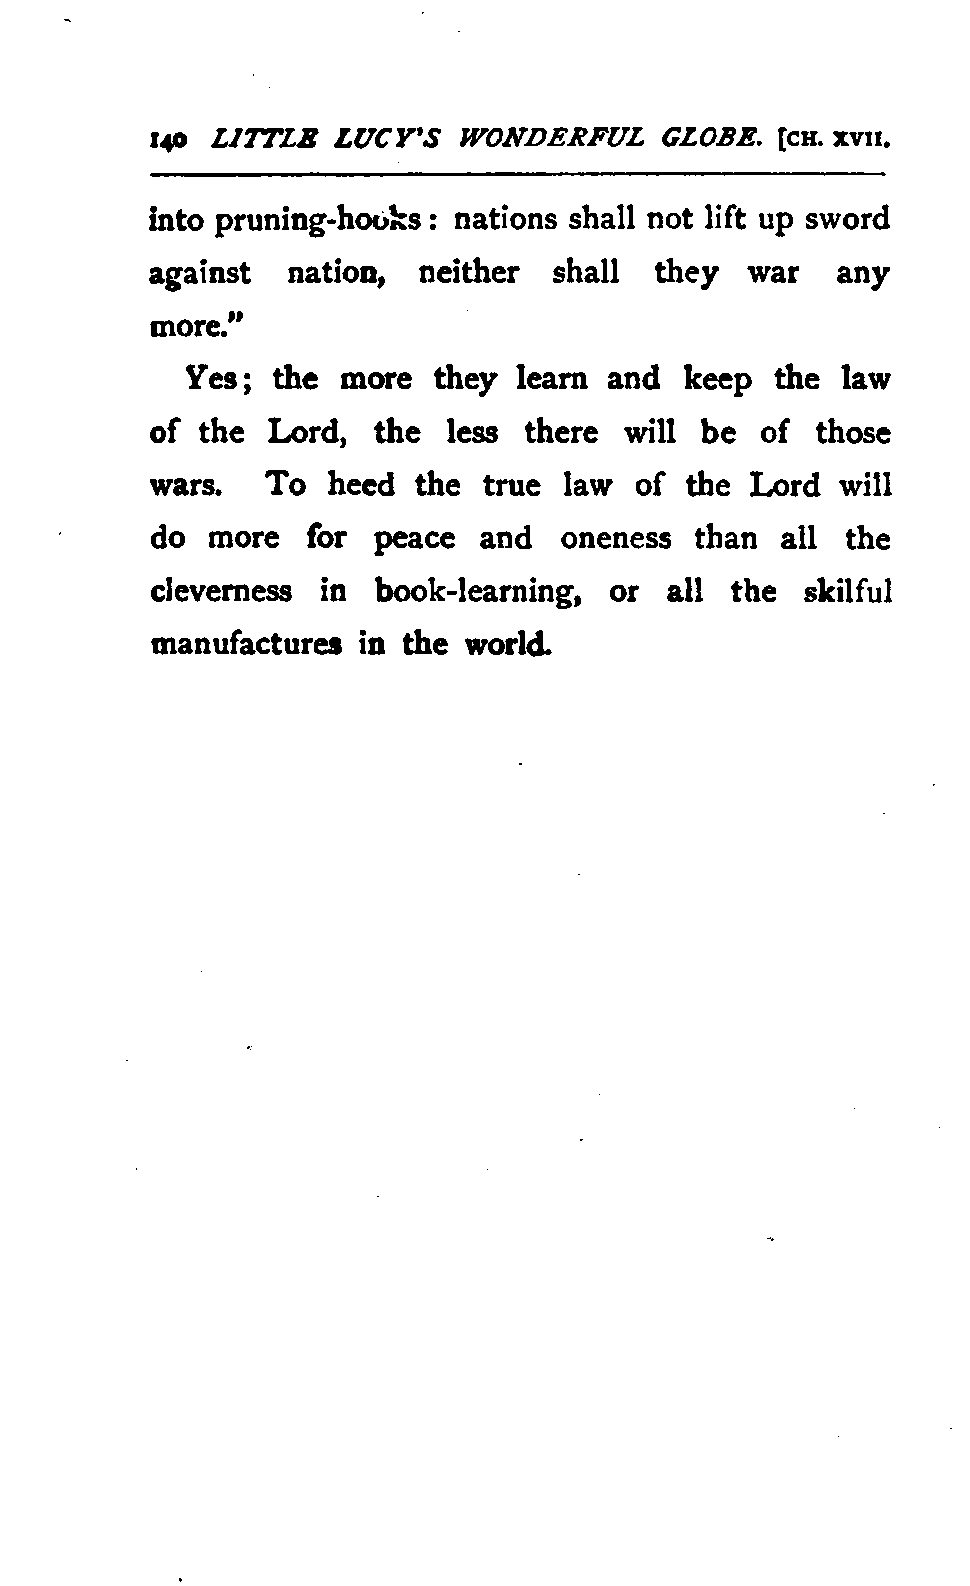 140 LITTLE LUCY'S WONDERFUL GLOBE. [CH. XVII.
into pruning-hooks: nations shall not lift up sword
against nation, neither shall they war any
more."
Yes; the more they learn and keep the law
of the Lord, the less there will be of those
wars. To heed the true law of the Lord will
do more for peace and oneness than all the
cleverness in book-learning, or all the skilful
manufactures in the world.